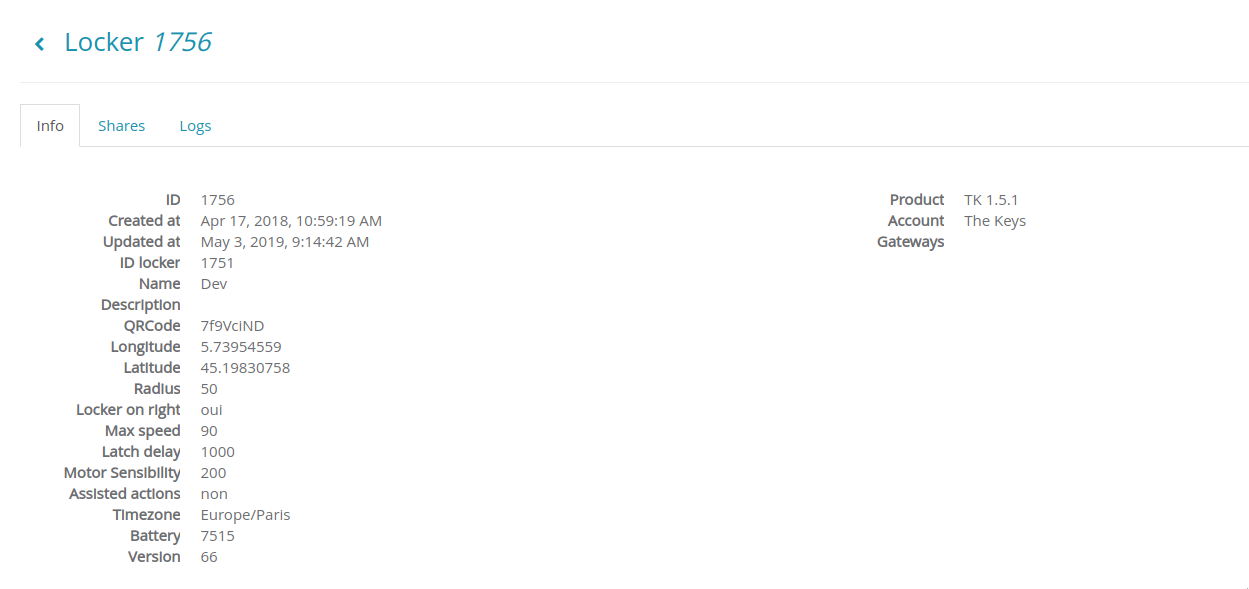 Locker 1756
Info Shares Logs
ID 1756
Created at Apr 17, 2018, 10:59:19 AM
Updated at May 3, 2019, 9:14:42 AM
ID locker 1751
Name Dev
Description
QRCode 7f9VciND
Longitude 5.73954559
Latitude 45.19830758
Radius 50
Locker on right oui
Max speed 90
Latch delay 1000
Motor Sensibility 200
Assisted actions non
Timezone Europe/Paris
Battery 7515
Version 66
Product TK 1.5.1
Account The Keys
Gateways